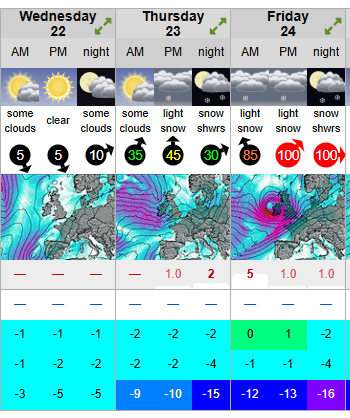 Wednesday Thursday Friday
22 23 24
AM PM night AM PM night AM PM night
some clouds clear some clouds some clouds light snow snow shwrs light snow light snow snow shwrs
5 5 10 35 45 30 85 100 100
— — — — 1.0 2 5 1.0 1.0
— — — — — — — — —
-1 -1 -1 -2 -2 -2 0 1 -2
-1 -2 -2 -2 -2 -4 -1 -1 -4
-3 -5 -5 -9 -10 -15 -12 -13 -16